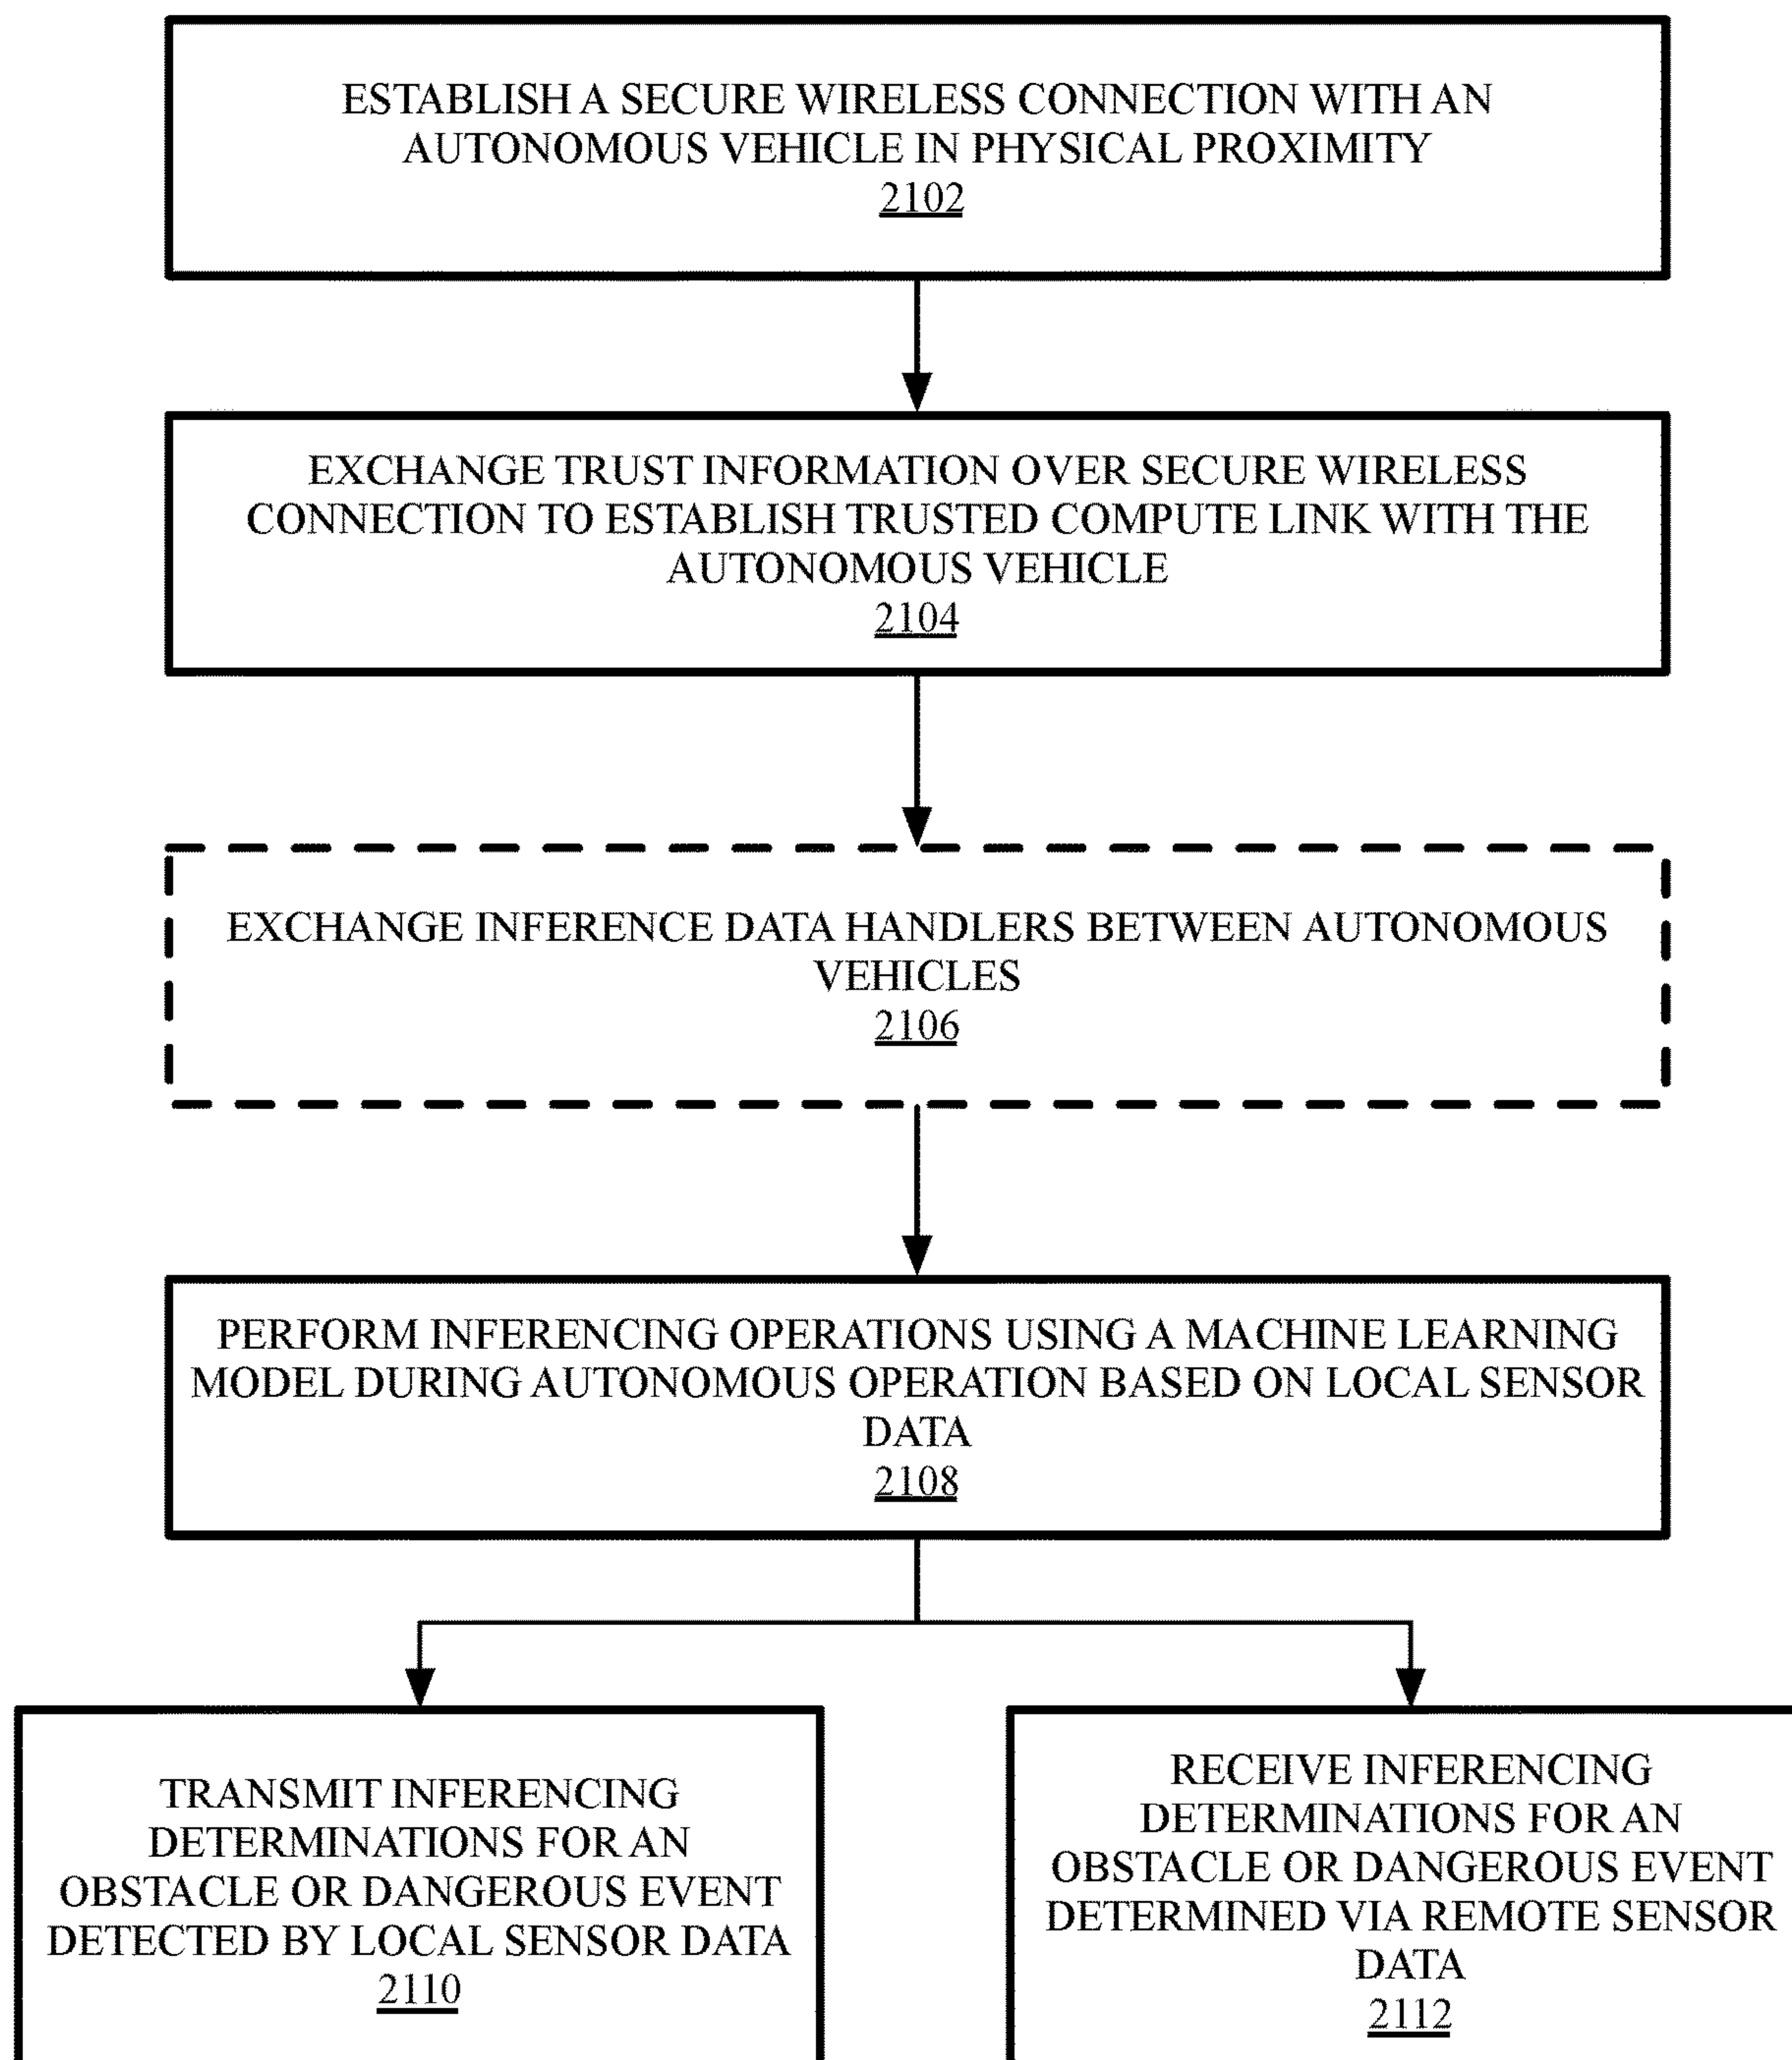 ESTABLISH A SECURE WIRELESS CONNECTION WITH AN
AUTONOMOUS VEHICLE IN PHYSICAL PROXIMITY
2102
EXCHANGE TRUST INFORMATION OVER SECURE WIRELESS
CONNECTION TO ESTABLISH TRUSTED COMPUTE LINK WITH THE
AUTONOMOUS VEHICLE
2104
EXCHANGE INFERENCE DATA HANDLERS BETWEEN AUTONOMOUS
VEHICLES
2106
PERFORM INFERENCING OPERATIONS USING A MACHINE LEARNING
MODEL DURING AUTONOMOUS OPERATION BASED ON LOCAL SENSOR
DATA
2108
TRANSMIT INFERENCING
DETERMINATIONS FOR AN
OBSTACLE OR DANGEROUS EVENT
DETECTED BY LOCAL SENSOR DATA
2110
RECEIVE INFERENCING
DETERMINATIONS FOR AN
OBSTACLE OR DANGEROUS EVENT
DETERMINED VIA REMOTE SENSOR
DATA
2112